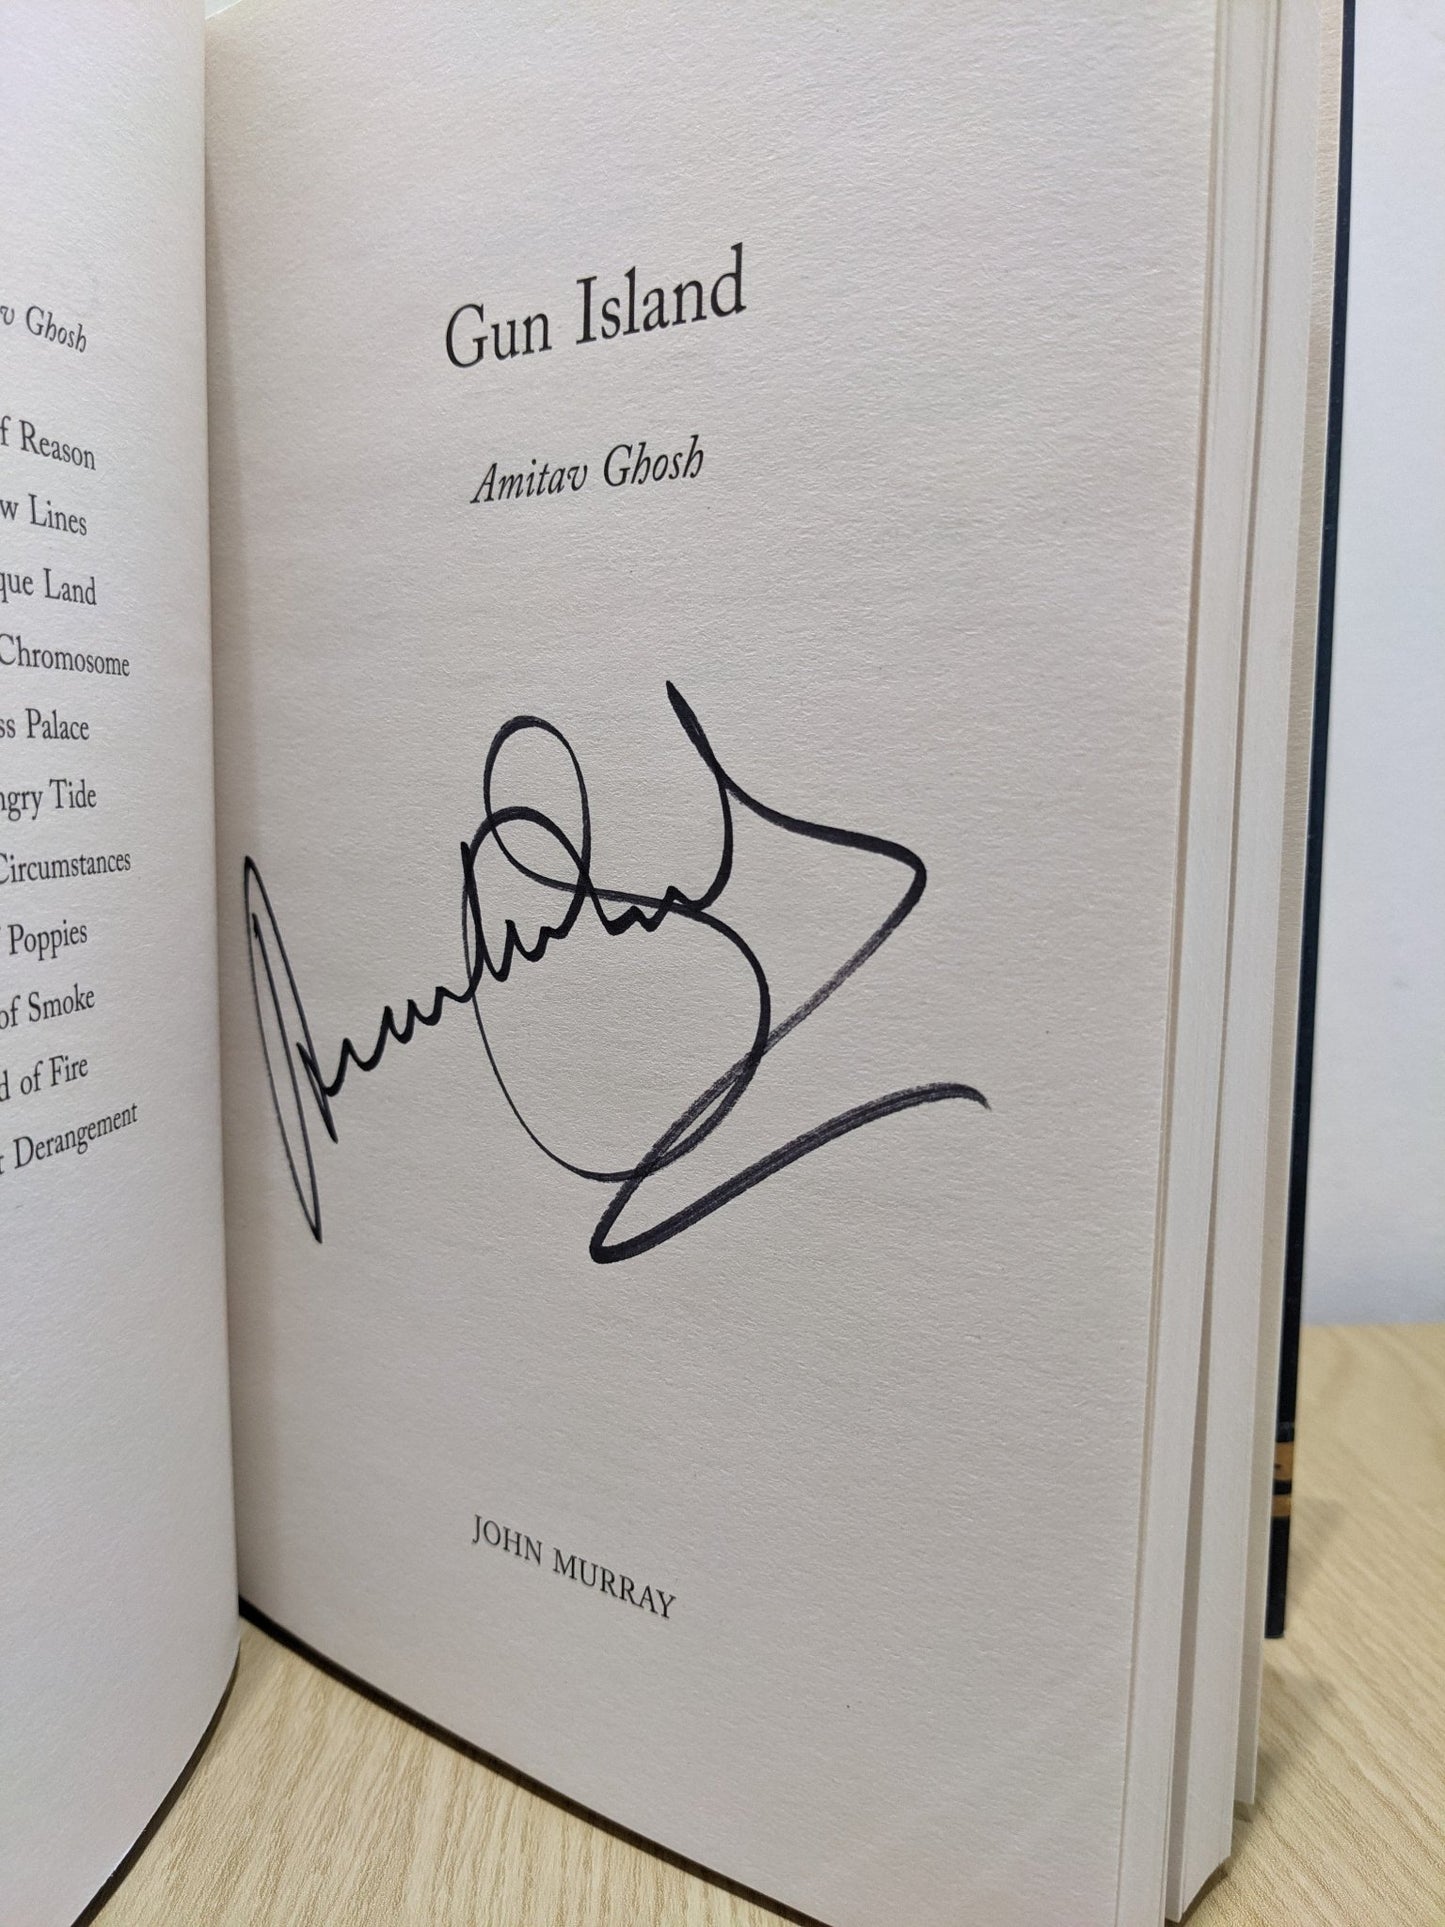 v Ghosh
f Reason
w Lines
que Land
Chromosome
ss Palace
ngry Tide
Circumstances
Poppies
of Smoke
d of Fire
Derangement
Gun Island
Amitav Ghosh
JOHN MURRAY